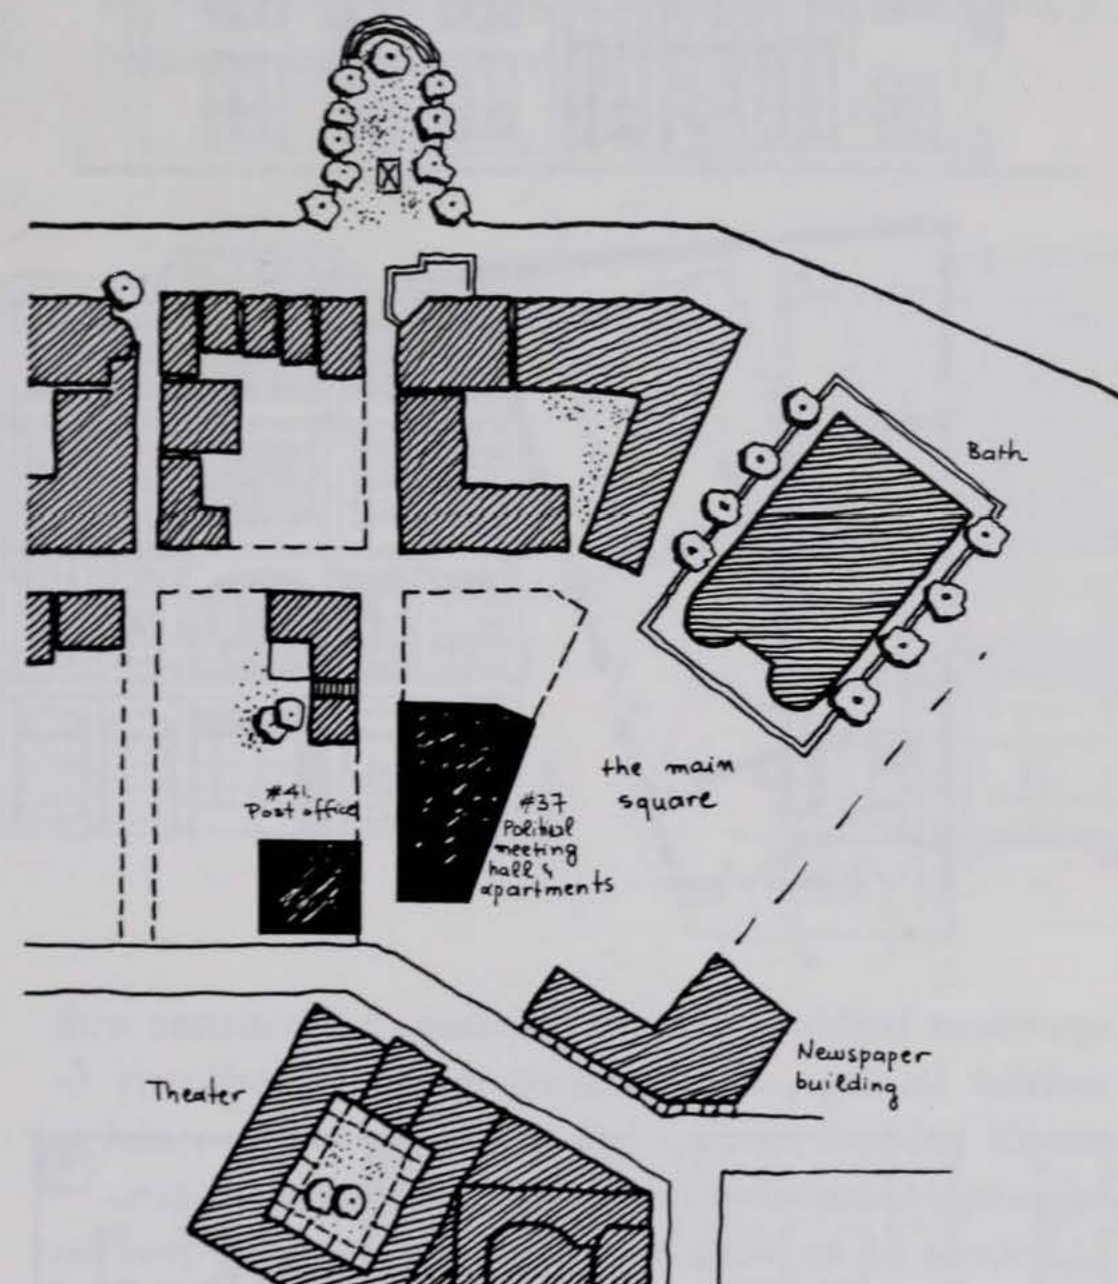 Bath
the main
square
#41.
Post office
#37
Political
meeting
hall &
apartments
Newspaper
building
Theater